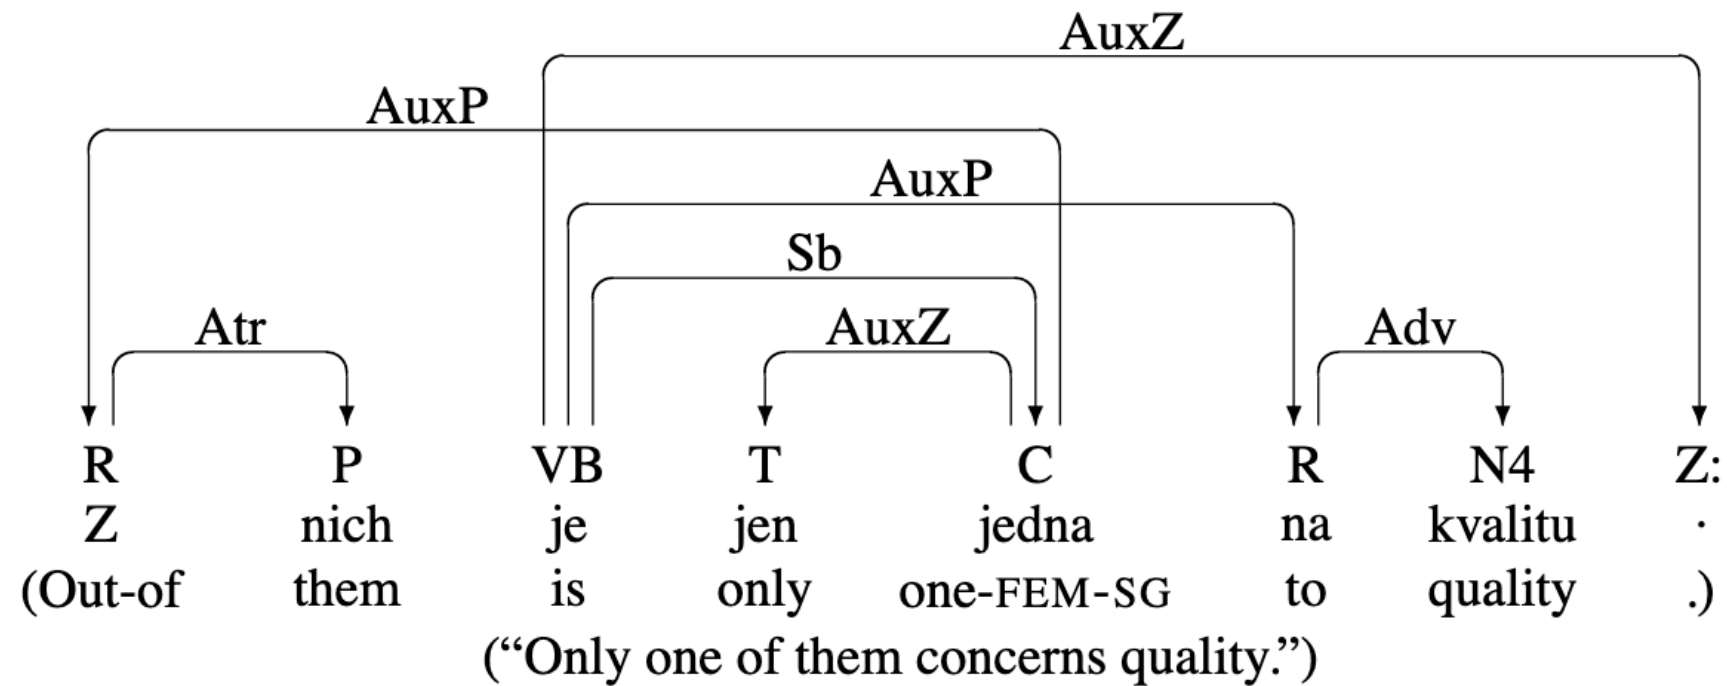 AuxZ
AuxP
AuxP
Sb
Atr AuxZ Adv
R P VB T C R N4 Z:
Z nich je jen jedna na kvalitu .
(Out-of them is only one-FEM-SG to quality .)
(“Only one of them concerns quality.”)